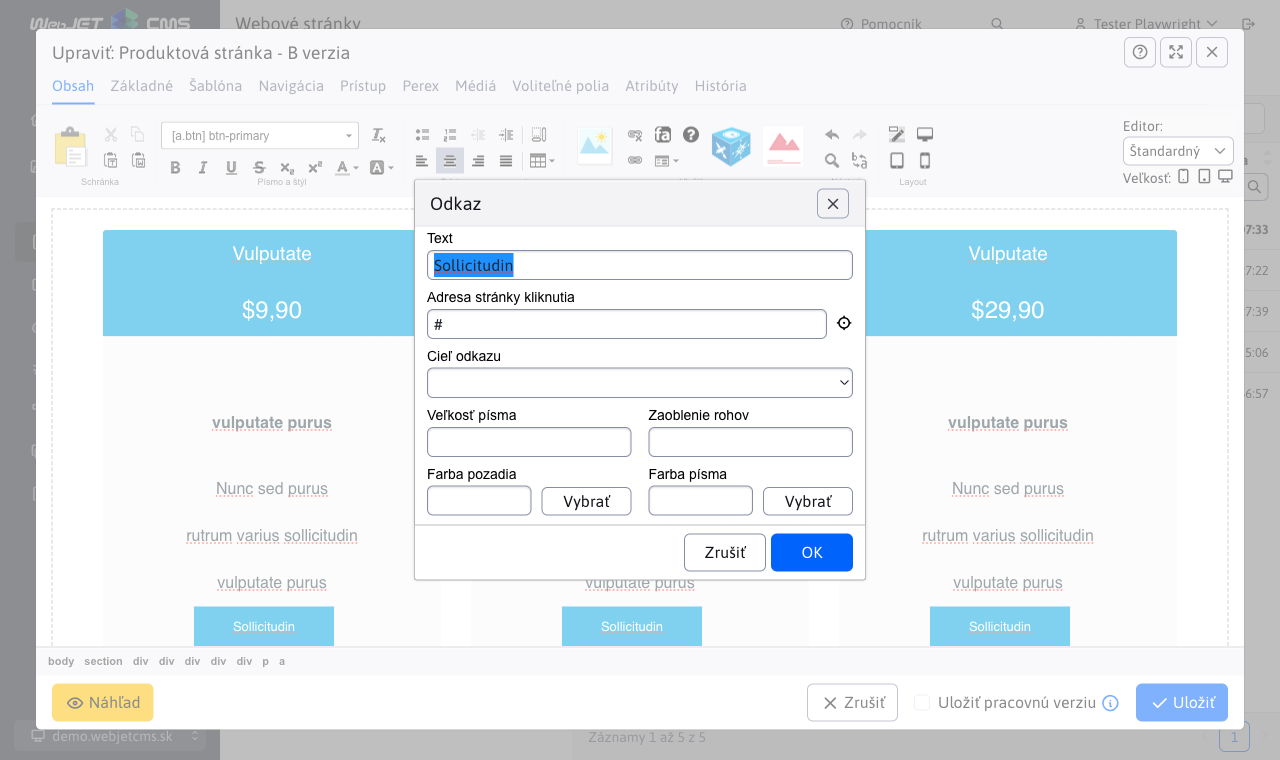 WebJET CMS
Webové stránky
Pomocník
Tester Playwright
Upraviť: Produktová stránka - B verzia
Obsah Základné Šablóna Navigácia Prístup Perex Médiá Voliteľné polia Atribúty História
[a.btn] btn-primary
Schránka
Písmo a štýl
Layout
Editor:
Štandardný
Veľkosť:
Odkaz
Text
Sollicitudin
Adresa stránky kliknutia
#
Cieľ odkazu
Veľkosť písma Zaoblenie rohov
Farba pozadia Farba písma
Vybrať Vybrať
Zrušiť OK
Vulputate Vulputate
$9,90 $29,90
vulputate purus vulputate purus
Nunc sed purus Nunc sed purus
rutrum varius sollicitudin rutrum varius sollicitudin
vulputate purus vulputate purus vulputate purus
Sollicitudin Sollicitudin Sollicitudin
7:33
7:22
7:39
5:06
6:57
body section div div div div div p a
Náhľad
Zrušiť Uložiť pracovnú verziu Uložiť
demo.webjetcms.sk
Záznamy 1 až 5 z 5
1